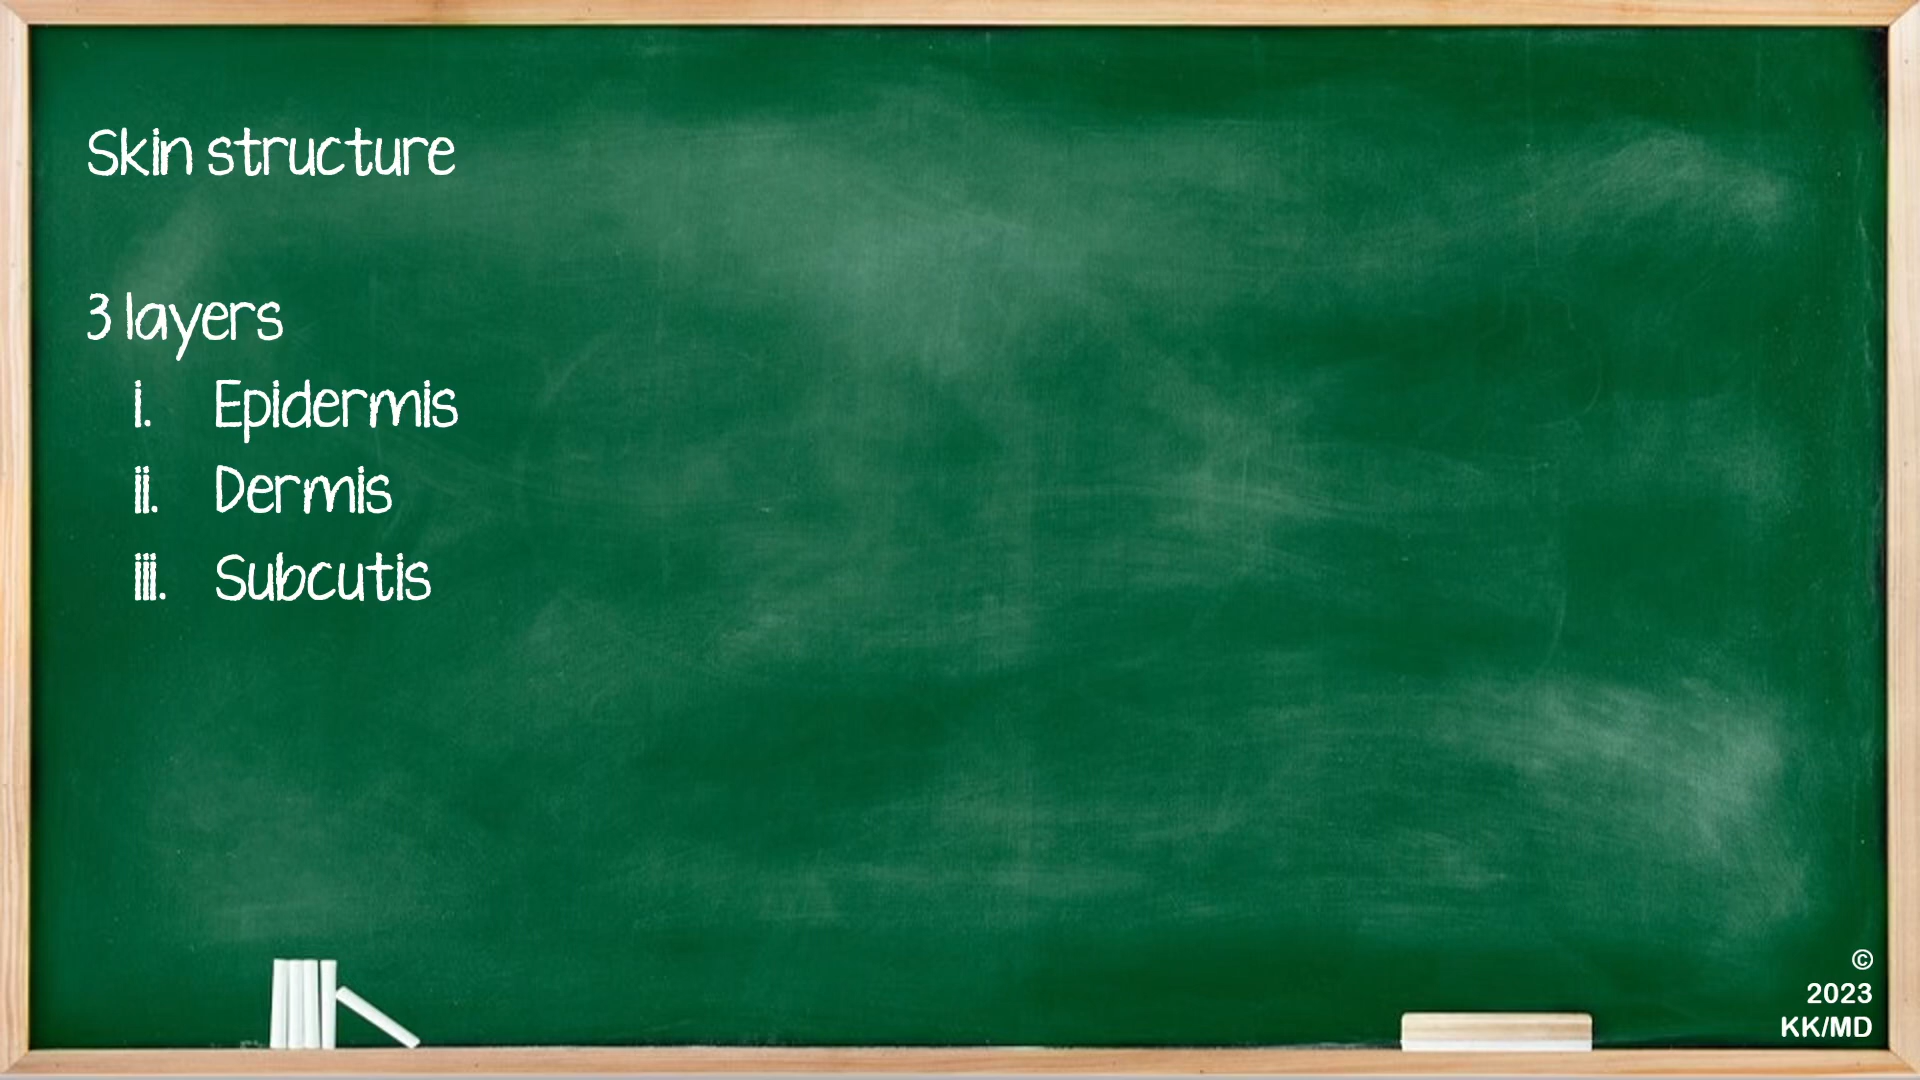 Skin structure
3 layers
i. Epidermis
ii. Dermis
iii. Subcutis
©
2023
KK/MD